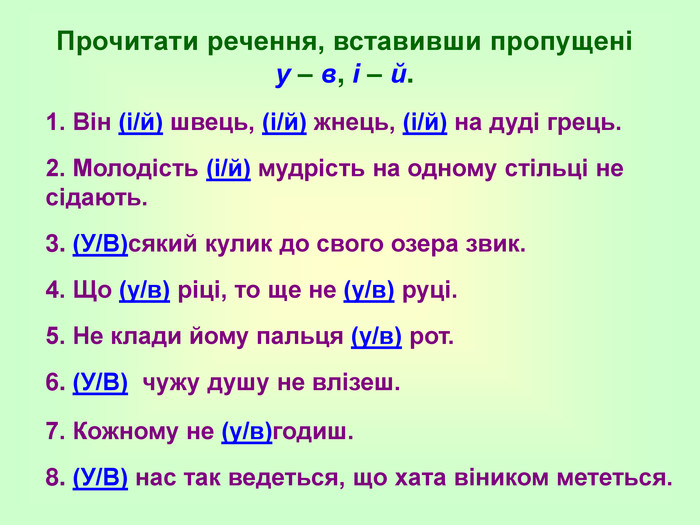 Прочитати речення, вставивши пропущені
у – в, і – й.
1. Він (і/й) швець, (і/й) жнець, (і/й) на дуді грець.
2. Молодість (і/й) мудрість на одному стільці не
сідають.
3. (У/В)сякий кулик до свого озера звик.
4. Що (у/в) ріці, то ще не (у/в) руці.
5. Не клади йому пальця (у/в) рот.
6. (У/В) чужу душу не влізеш.
7. Кожному не (у/в)годиш.
8. (У/В) нас так ведеться, що хата віником мететься.